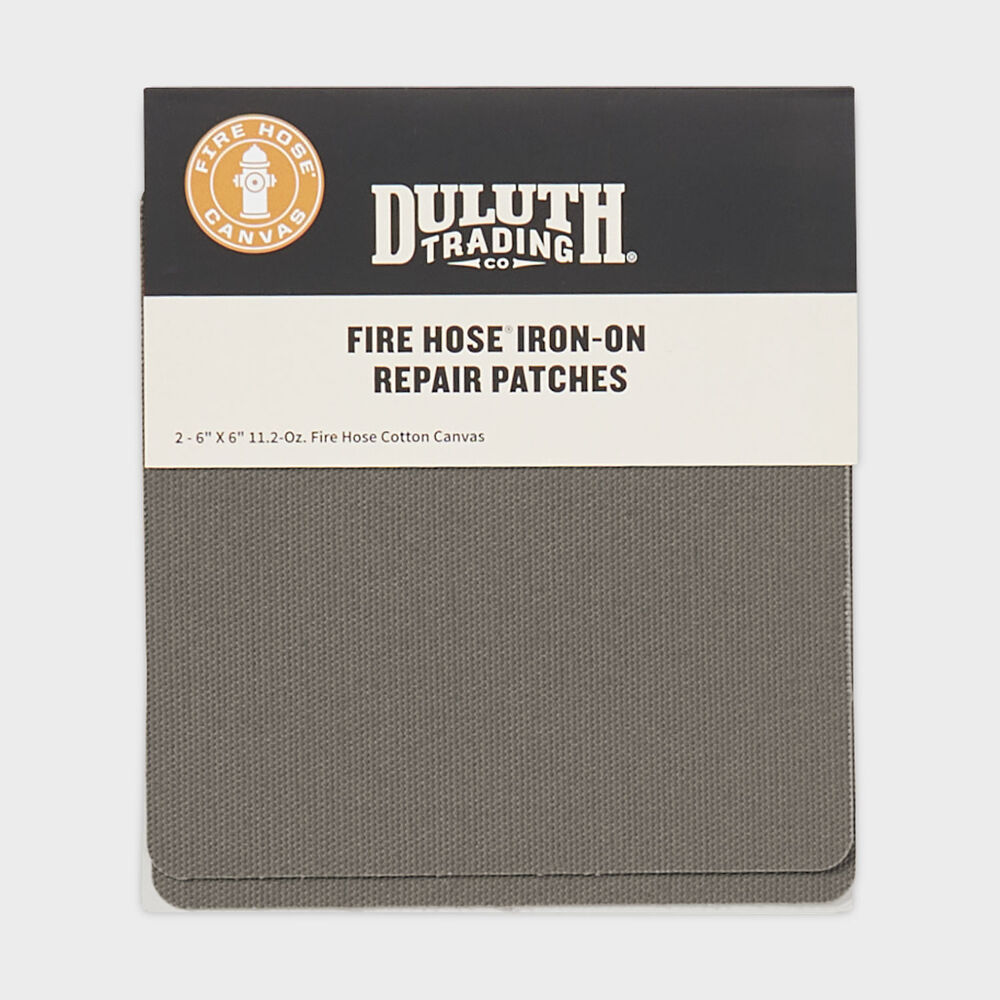 FIRE HOSE®
CANVAS
DULUTH
TRADING
CO ®
FIRE HOSE® IRON-ON
REPAIR PATCHES
2 - 6" X 6" 11.2-Oz. Fire Hose Cotton Canvas